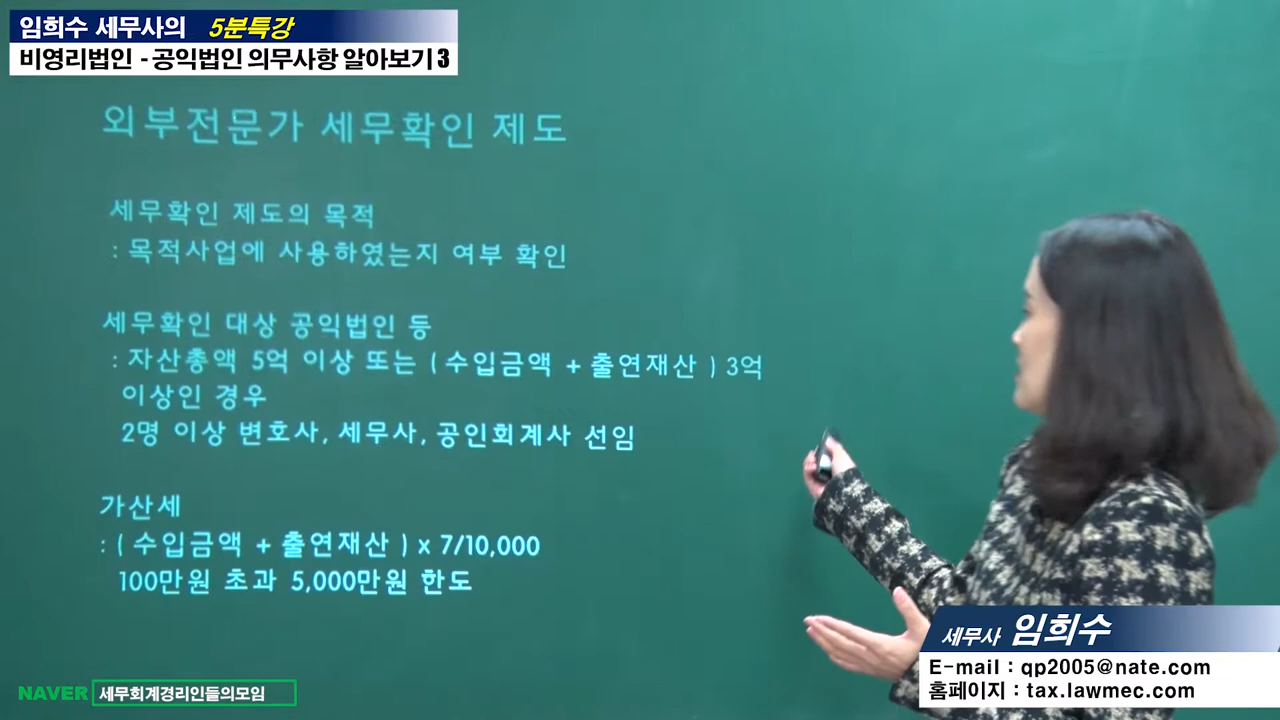 임희수 세무사의 5분특강
비영리법인 - 공익법인 의무사항 알아보기 3
외부전문가 세무확인 제도
세무확인 제도의 목적
: 목적사업에 사용하였는지 여부 확인
세무확인 대상 공익법인 등
: 자산총액 5억 이상 또는 ( 수입금액 + 출연재산 ) 3억
이상인 경우
2명 이상 변호사, 세무사, 공인회계사 선임
가산세
: ( 수입금액 + 출연재산 ) x 7/10,000
100만원 초과 5,000만원 한도
세무사 임희수
E-mail : qp2005@nate.com
홈페이지 : tax.lawmec.com
NAVER 세무회계경리인들의모임